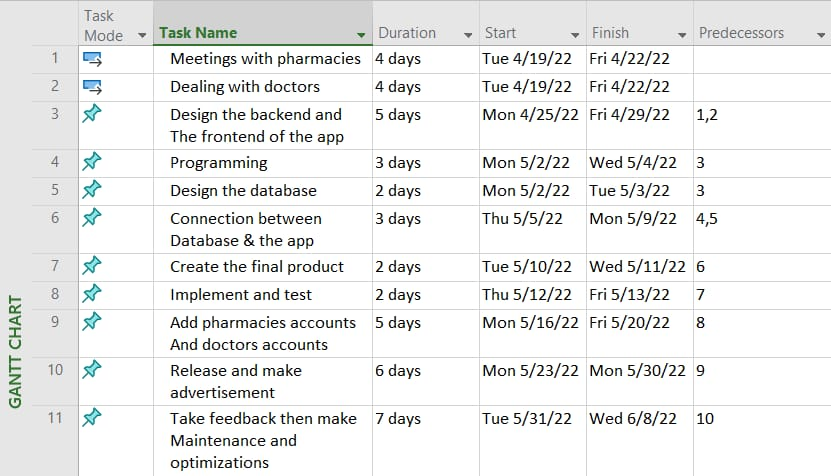 Task Mode Task Name Duration Start Finish Predecessors
1 Meetings with pharmacies 4 days Tue 4/19/22 Fri 4/22/22
2 Dealing with doctors 4 days Tue 4/19/22 Fri 4/22/22
3 Design the backend and 5 days Mon 4/25/22 Fri 4/29/22 1,2
The frontend of the app
4 Programming 3 days Mon 5/2/22 Wed 5/4/22 3
5 Design the database 2 days Mon 5/2/22 Tue 5/3/22 3
6 Connection between 3 days Thu 5/5/22 Mon 5/9/22 4,5
Database & the app
7 Create the final product 2 days Tue 5/10/22 Wed 5/11/22 6
8 Implement and test 2 days Thu 5/12/22 Fri 5/13/22 7
9 Add pharmacies accounts 5 days Mon 5/16/22 Fri 5/20/22 8
And doctors accounts
10 Release and make 6 days Mon 5/23/22 Mon 5/30/22 9
advertisement
11 Take feedback then make 7 days Tue 5/31/22 Wed 6/8/22 10
Maintenance and
optimizations
GANTT CHART